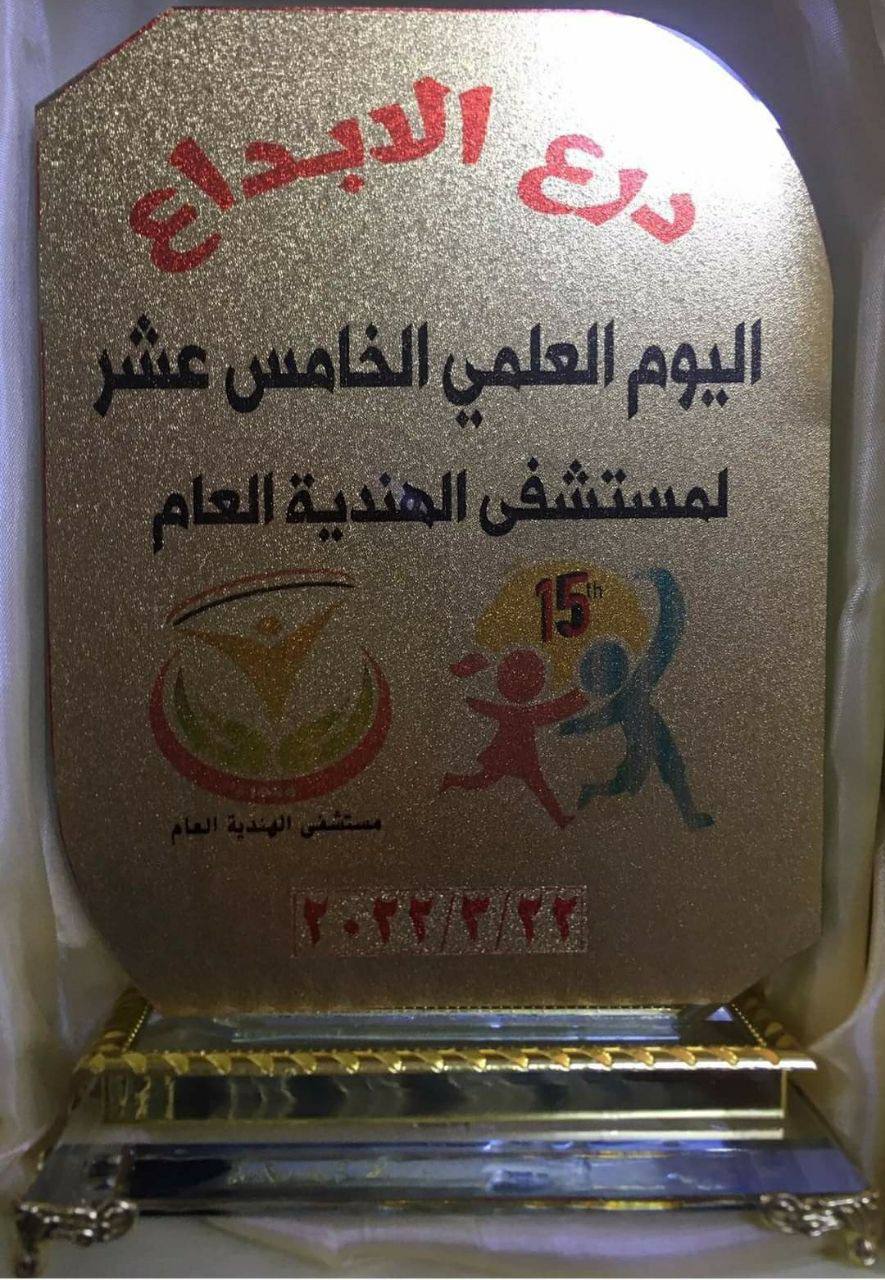 درع الابداع
اليوم العلمي الخامس عشر
لمستشفى الهندية العام
15th
مستشفى الهندية العام
٢٠٢٢/٣/٢٢